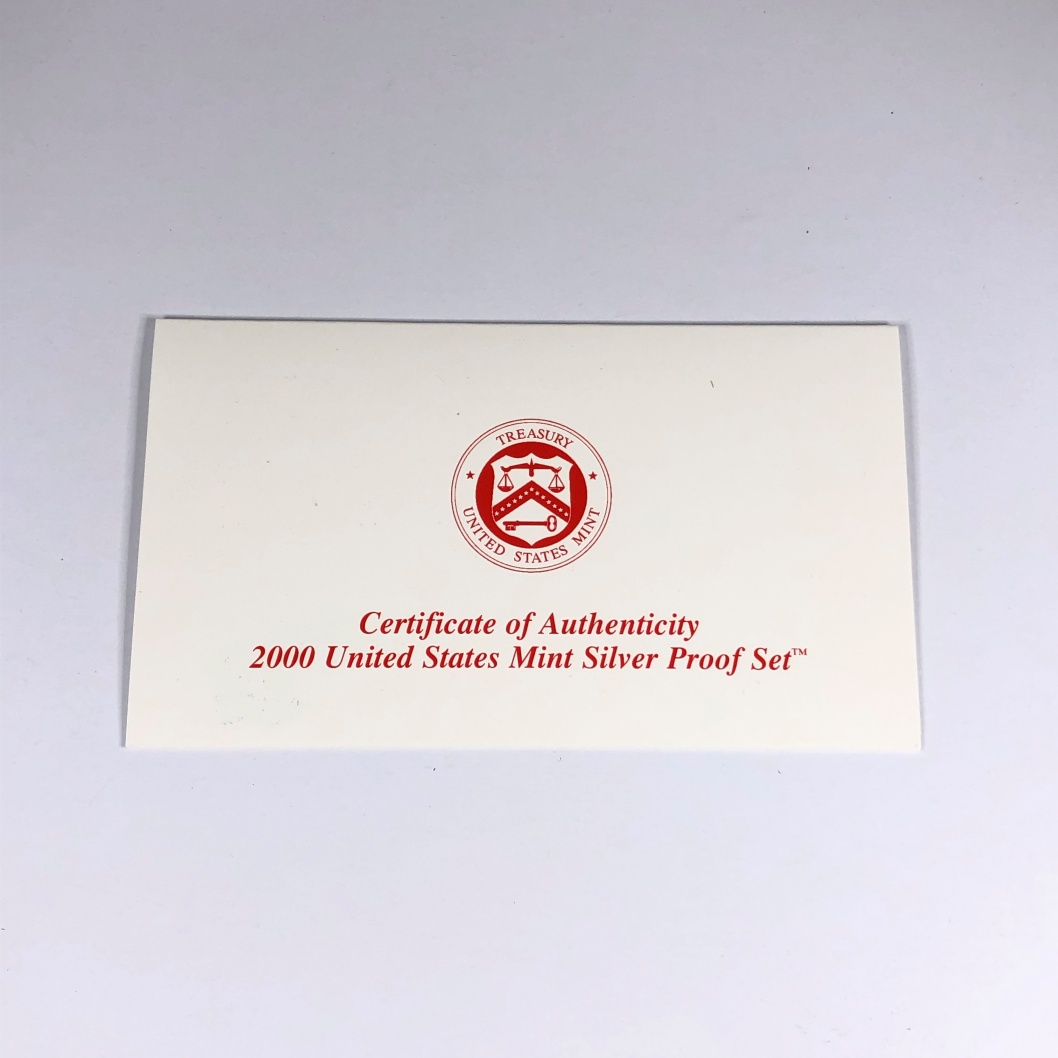 TREASURY
UNITED STATES MINT
Certificate of Authenticity
2000 United States Mint Silver Proof Set™